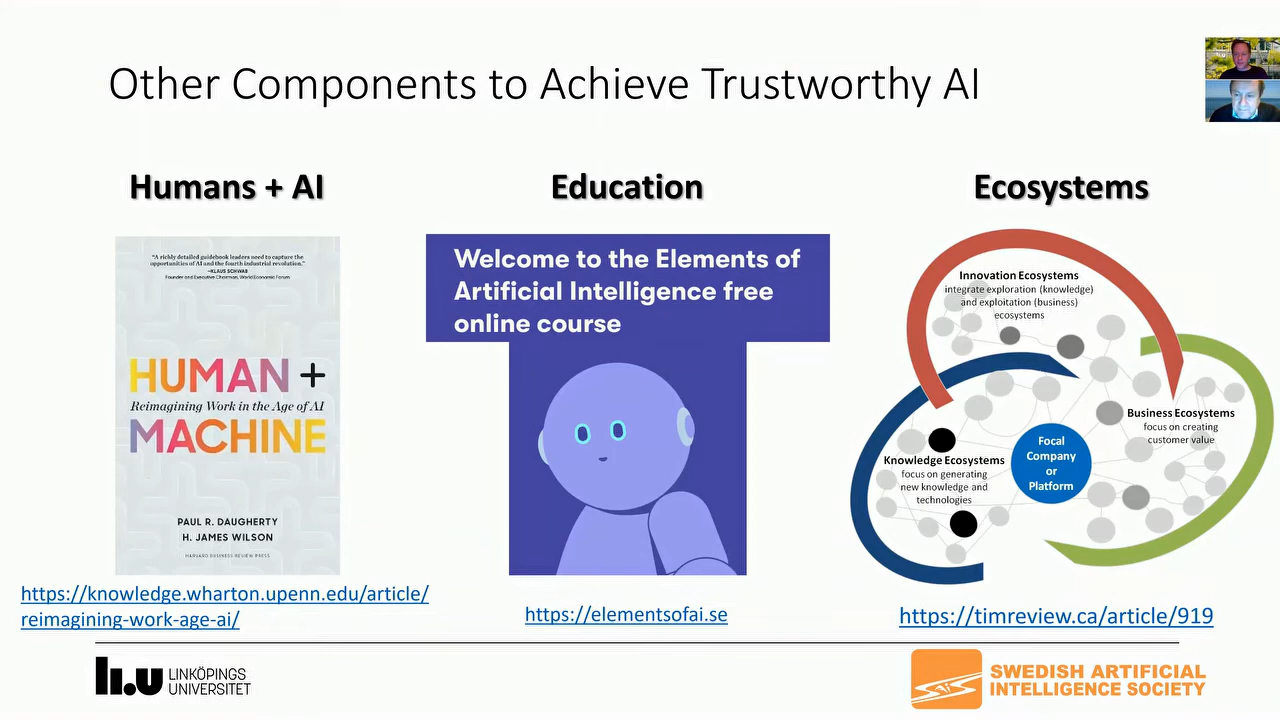 Other Components to Achieve Trustworthy AI
Humans + AI
"A richly detailed guidebook leaders need to capture the
opportunities of AI and the fourth industrial revolution."
—KLAUS SCHWAB
Founder and Executive Chairman, World Economic Forum
HUMAN +
Reimagining Work in the Age of AI
MACHINE
PAUL R. DAUGHERTY
H. JAMES WILSON
HARVARD BUSINESS REVIEW PRESS
https://knowledge.wharton.upenn.edu/article/
reimagining-work-age-ai/
Education
Welcome to the Elements of
Artificial Intelligence free
online course
https://elementsofai.se
Ecosystems
Innovation Ecosystems
integrate exploration (knowledge)
and exploitation (business)
ecosystems
Business Ecosystems
focus on creating
customer value
Focal
Company
or
Platform
Knowledge Ecosystems
focus on generating
new knowledge and
technologies
https://timreview.ca/article/919
li.u LINKÖPINGS
UNIVERSITET
SWEDISH ARTIFICIAL
INTELLIGENCE SOCIETY